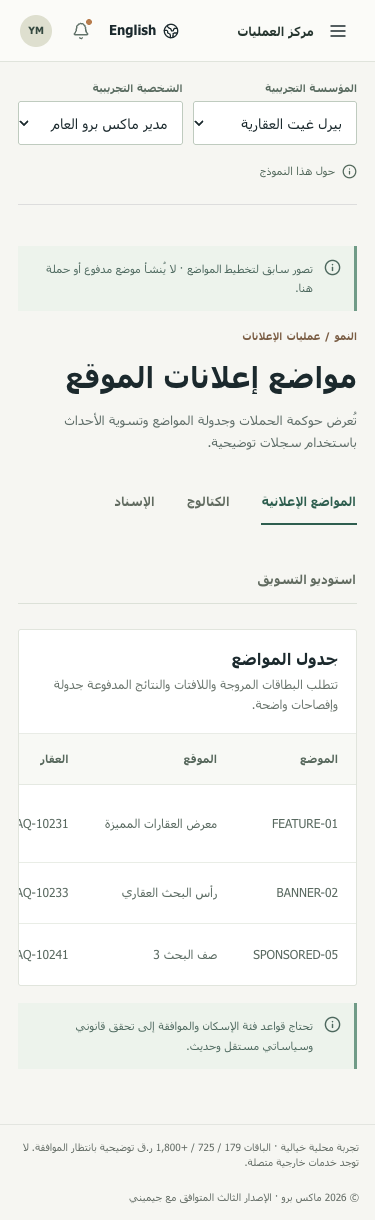 مركز العمليات
English
YM
المؤسسة التجريبية
الشخصية التجريبية
بيرل غيت العقارية
مدير ماكس برو العام
حول هذا النموذج
تصور سابق لتخطيط المواضع · لا يُنشأ موضع مدفوع أو حملة
هنا.
النمو / عمليات الإعلانات
مواضع إعلانات الموقع
تُعرض حوكمة الحملات وجدولة المواضع وتسوية الأحداث
باستخدام سجلات توضيحية.
المواضع الإعلانية
الكتالوج
الإسناد
استوديو التسويق
جدول المواضع
تتطلب البطاقات المروجة واللافتات والنتائج المدفوعة جدولة
وإفصاحات واضحة.
الموضع الموقع العقار
FEATURE-01 معرض العقارات المميزة AQ-10231
BANNER-02 رأس البحث العقاري AQ-10233
SPONSORED-05 صف البحث 3 AQ-10241
تحتاج قواعد فئة الإسكان والموافقة إلى تحقق قانوني
وسياساتي مستقل وحديث.
تجربة محلية خيالية · الباقات 179 / 725 / +1,800 ر.ق توضيحية بانتظار الموافقة. لا
توجد خدمات خارجية متصلة.
© 2026 ماكس برو · الإصدار الثالث المتوافق مع جيميني